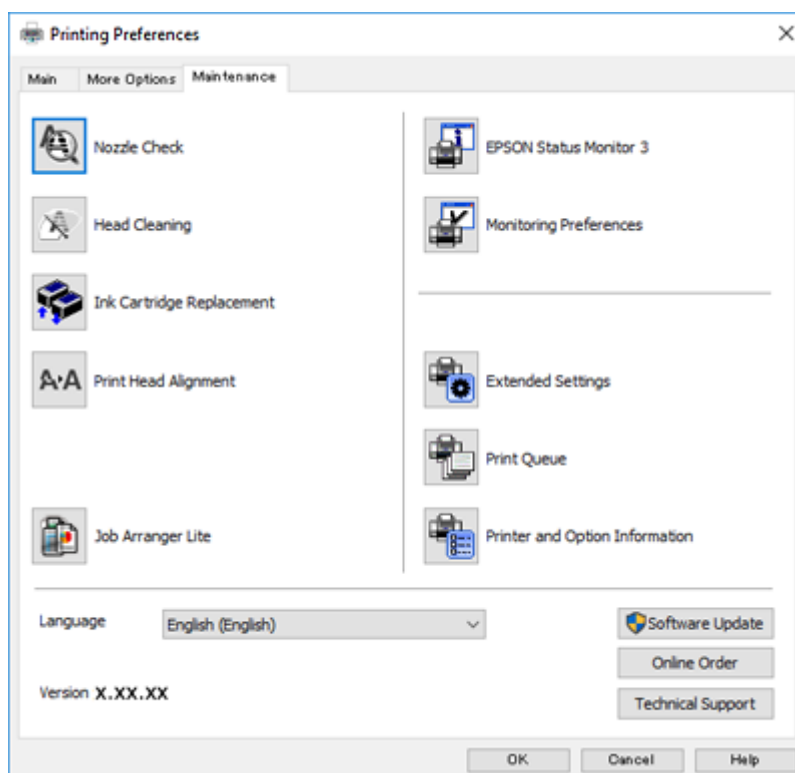 Printing Preferences
Main More Options Maintenance
Nozzle Check
Head Cleaning
Ink Cartridge Replacement
A▸A Print Head Alignment
Job Arranger Lite
EPSON Status Monitor 3
Monitoring Preferences
Extended Settings
Print Queue
Printer and Option Information
Language English (English)
Version X.XX.XX
Software Update
Online Order
Technical Support
OK Cancel Help